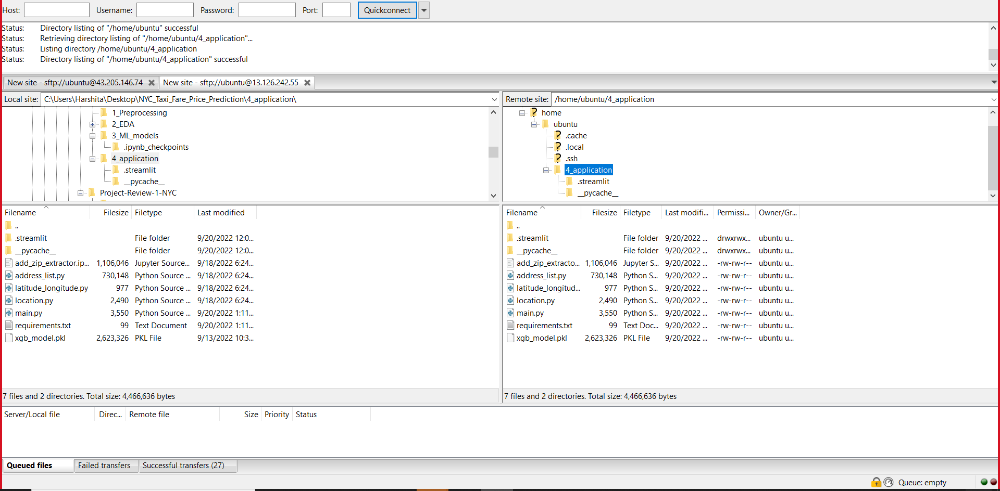 Host: Username: Password: Port: Quickconnect
Status: Directory listing of "/home/ubuntu" successful
Status: Retrieving directory listing of "/home/ubuntu/4_application"...
Status: Listing directory /home/ubuntu/4_application
Status: Directory listing of "/home/ubuntu/4_application" successful
New site - sftp://ubuntu@43.205.146.74 New site - sftp://ubuntu@13.126.242.55
Local site: C:\Users\Harshita\Desktop\NYC_Taxi_Fare_Price_Prediction\4_application\
1_Preprocessing
2_EDA
3_ML_models
.ipynb_checkpoints
4_application
.streamlit
__pycache__
Project-Review-1-NYC
Filename Filesize Filetype Last modified
..
.streamlit File folder 9/20/2022 12:0...
__pycache__ File folder 9/20/2022 12:0...
add_zip_extractor.ip... 1,106,046 Jupyter Source... 9/18/2022 6:24...
address_list.py 730,148 Python Source ... 9/18/2022 6:24...
latitude_longitude.py 977 Python Source ... 9/18/2022 6:24...
location.py 2,490 Python Source ... 9/18/2022 6:24...
main.py 3,550 Python Source ... 9/20/2022 1:11...
requirements.txt 99 Text Document 9/20/2022 1:11...
xgb_model.pkl 2,623,326 PKL File 9/13/2022 10:3...
7 files and 2 directories. Total size: 4,466,636 bytes
Remote site: /home/ubuntu/4_application
home
ubuntu
.cache
.local
.ssh
4_application
.streamlit
__pycache__
Filename Filesize Filetype Last modifi... Permissi... Owner/Gr...
..
.streamlit File folder 9/20/2022 ... drwxrwx... ubuntu u...
__pycache__ File folder 9/20/2022 ... drwxrwx... ubuntu u...
add_zip_extracto... 1,106,046 Jupyter S... 9/20/2022 ... -rw-rw-r-- ubuntu u...
address_list.py 730,148 Python S... 9/20/2022 ... -rw-rw-r-- ubuntu u...
latitude_longitud... 977 Python S... 9/20/2022 ... -rw-rw-r-- ubuntu u...
location.py 2,490 Python S... 9/20/2022 ... -rw-rw-r-- ubuntu u...
main.py 3,550 Python S... 9/20/2022 ... -rw-rw-r-- ubuntu u...
requirements.txt 99 Text Doc... 9/20/2022 ... -rw-rw-r-- ubuntu u...
xgb_model.pkl 2,623,326 PKL File 9/20/2022 ... -rw-rw-r-- ubuntu u...
7 files and 2 directories. Total size: 4,466,636 bytes
Server/Local file Direc... Remote file Size Priority Status
Queued files Failed transfers Successful transfers (27)
Queue: empty